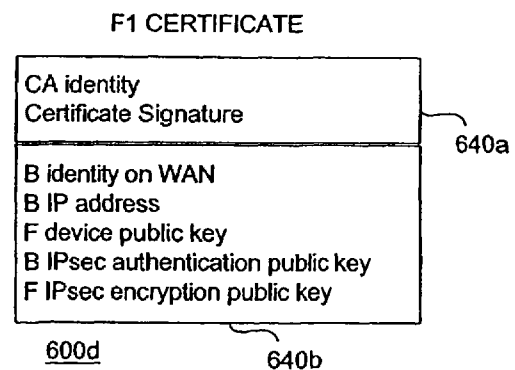 F1 CERTIFICATE
CA identity
Certificate Signature
640a
B identity on WAN
B IP address
F device public key
B IPsec authentication public key
F IPsec encryption public key
600d
640b